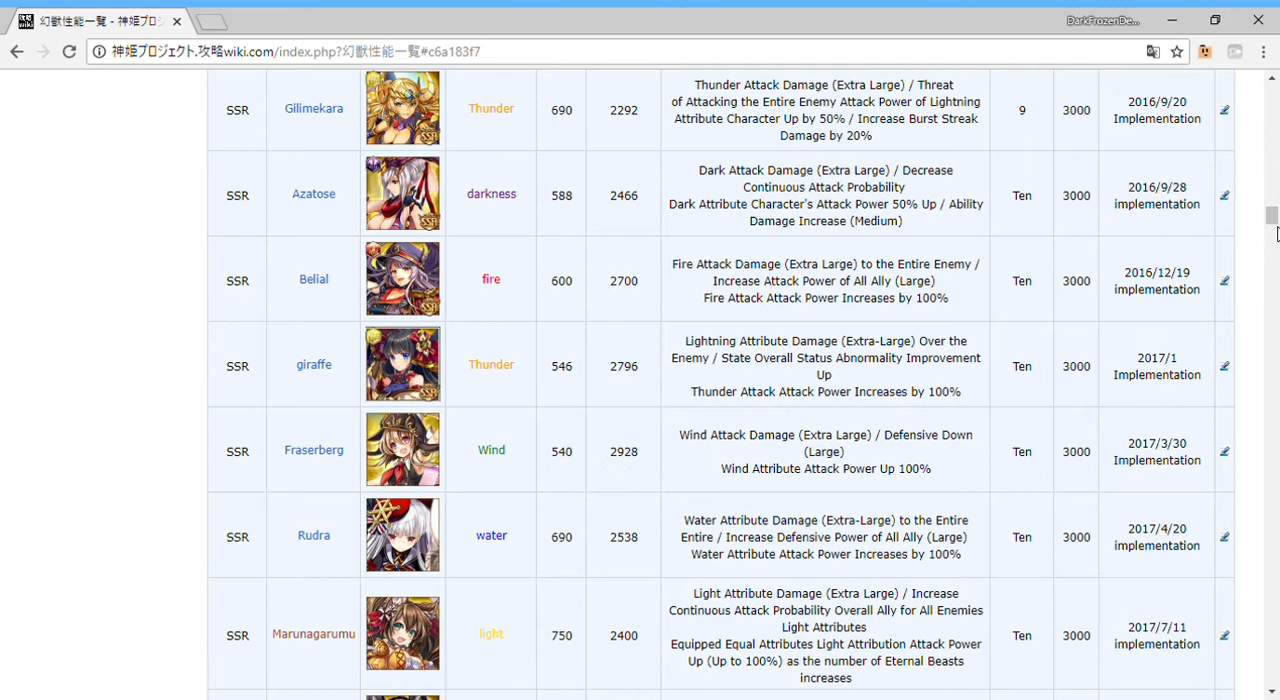 幻獣性能一覧 - 神姫プロジ
DarkFrozenDe...
神姫プロジェクト.攻略wiki.com/index.php?幻獣性能一覧#c6a183f7
SSR
Gilimekara
Thunder
690
2292
Thunder Attack Damage (Extra Large) / Threat
of Attacking the Entire Enemy Attack Power of Lightning
Attribute Character Up by 50% / Increase Burst Streak
Damage by 20%
9
3000
2016/9/20
Implementation
SSR
Azatose
darkness
588
2466
Dark Attack Damage (Extra Large) / Decrease
Continuous Attack Probability
Dark Attribute Character's Attack Power 50% Up / Ability
Damage Increase (Medium)
Ten
3000
2016/9/28
implementation
SSR
Belial
fire
600
2700
Fire Attack Damage (Extra Large) to the Entire Enemy /
Increase Attack Power of All Ally (Large)
Fire Attack Attack Power Increases by 100%
Ten
3000
2016/12/19
implementation
SSR
giraffe
Thunder
546
2796
Lightning Attribute Damage (Extra-Large) Over the
Enemy / State Overall Status Abnormality Improvement
Up
Thunder Attack Attack Power Increases by 100%
Ten
3000
2017/1
Implementation
SSR
Fraserberg
Wind
540
2928
Wind Attack Damage (Extra Large) / Defensive Down
(Large)
Wind Attribute Attack Power Up 100%
Ten
3000
2017/3/30
Implementation
SSR
Rudra
water
690
2538
Water Attribute Damage (Extra-Large) to the Entire
Entire / Increase Defensive Power of All Ally (Large)
Water Attribute Attack Power Increases by 100%
Ten
3000
2017/4/20
implementation
SSR
Marunagarumu
light
750
2400
Light Attribute Damage (Extra Large) / Increase
Continuous Attack Probability Overall Ally for All Enemies
Light Attributes
Equipped Equal Attributes Light Attribution Attack Power
Up (Up to 100%) as the number of Eternal Beasts
increases
Ten
3000
2017/7/11
implementation